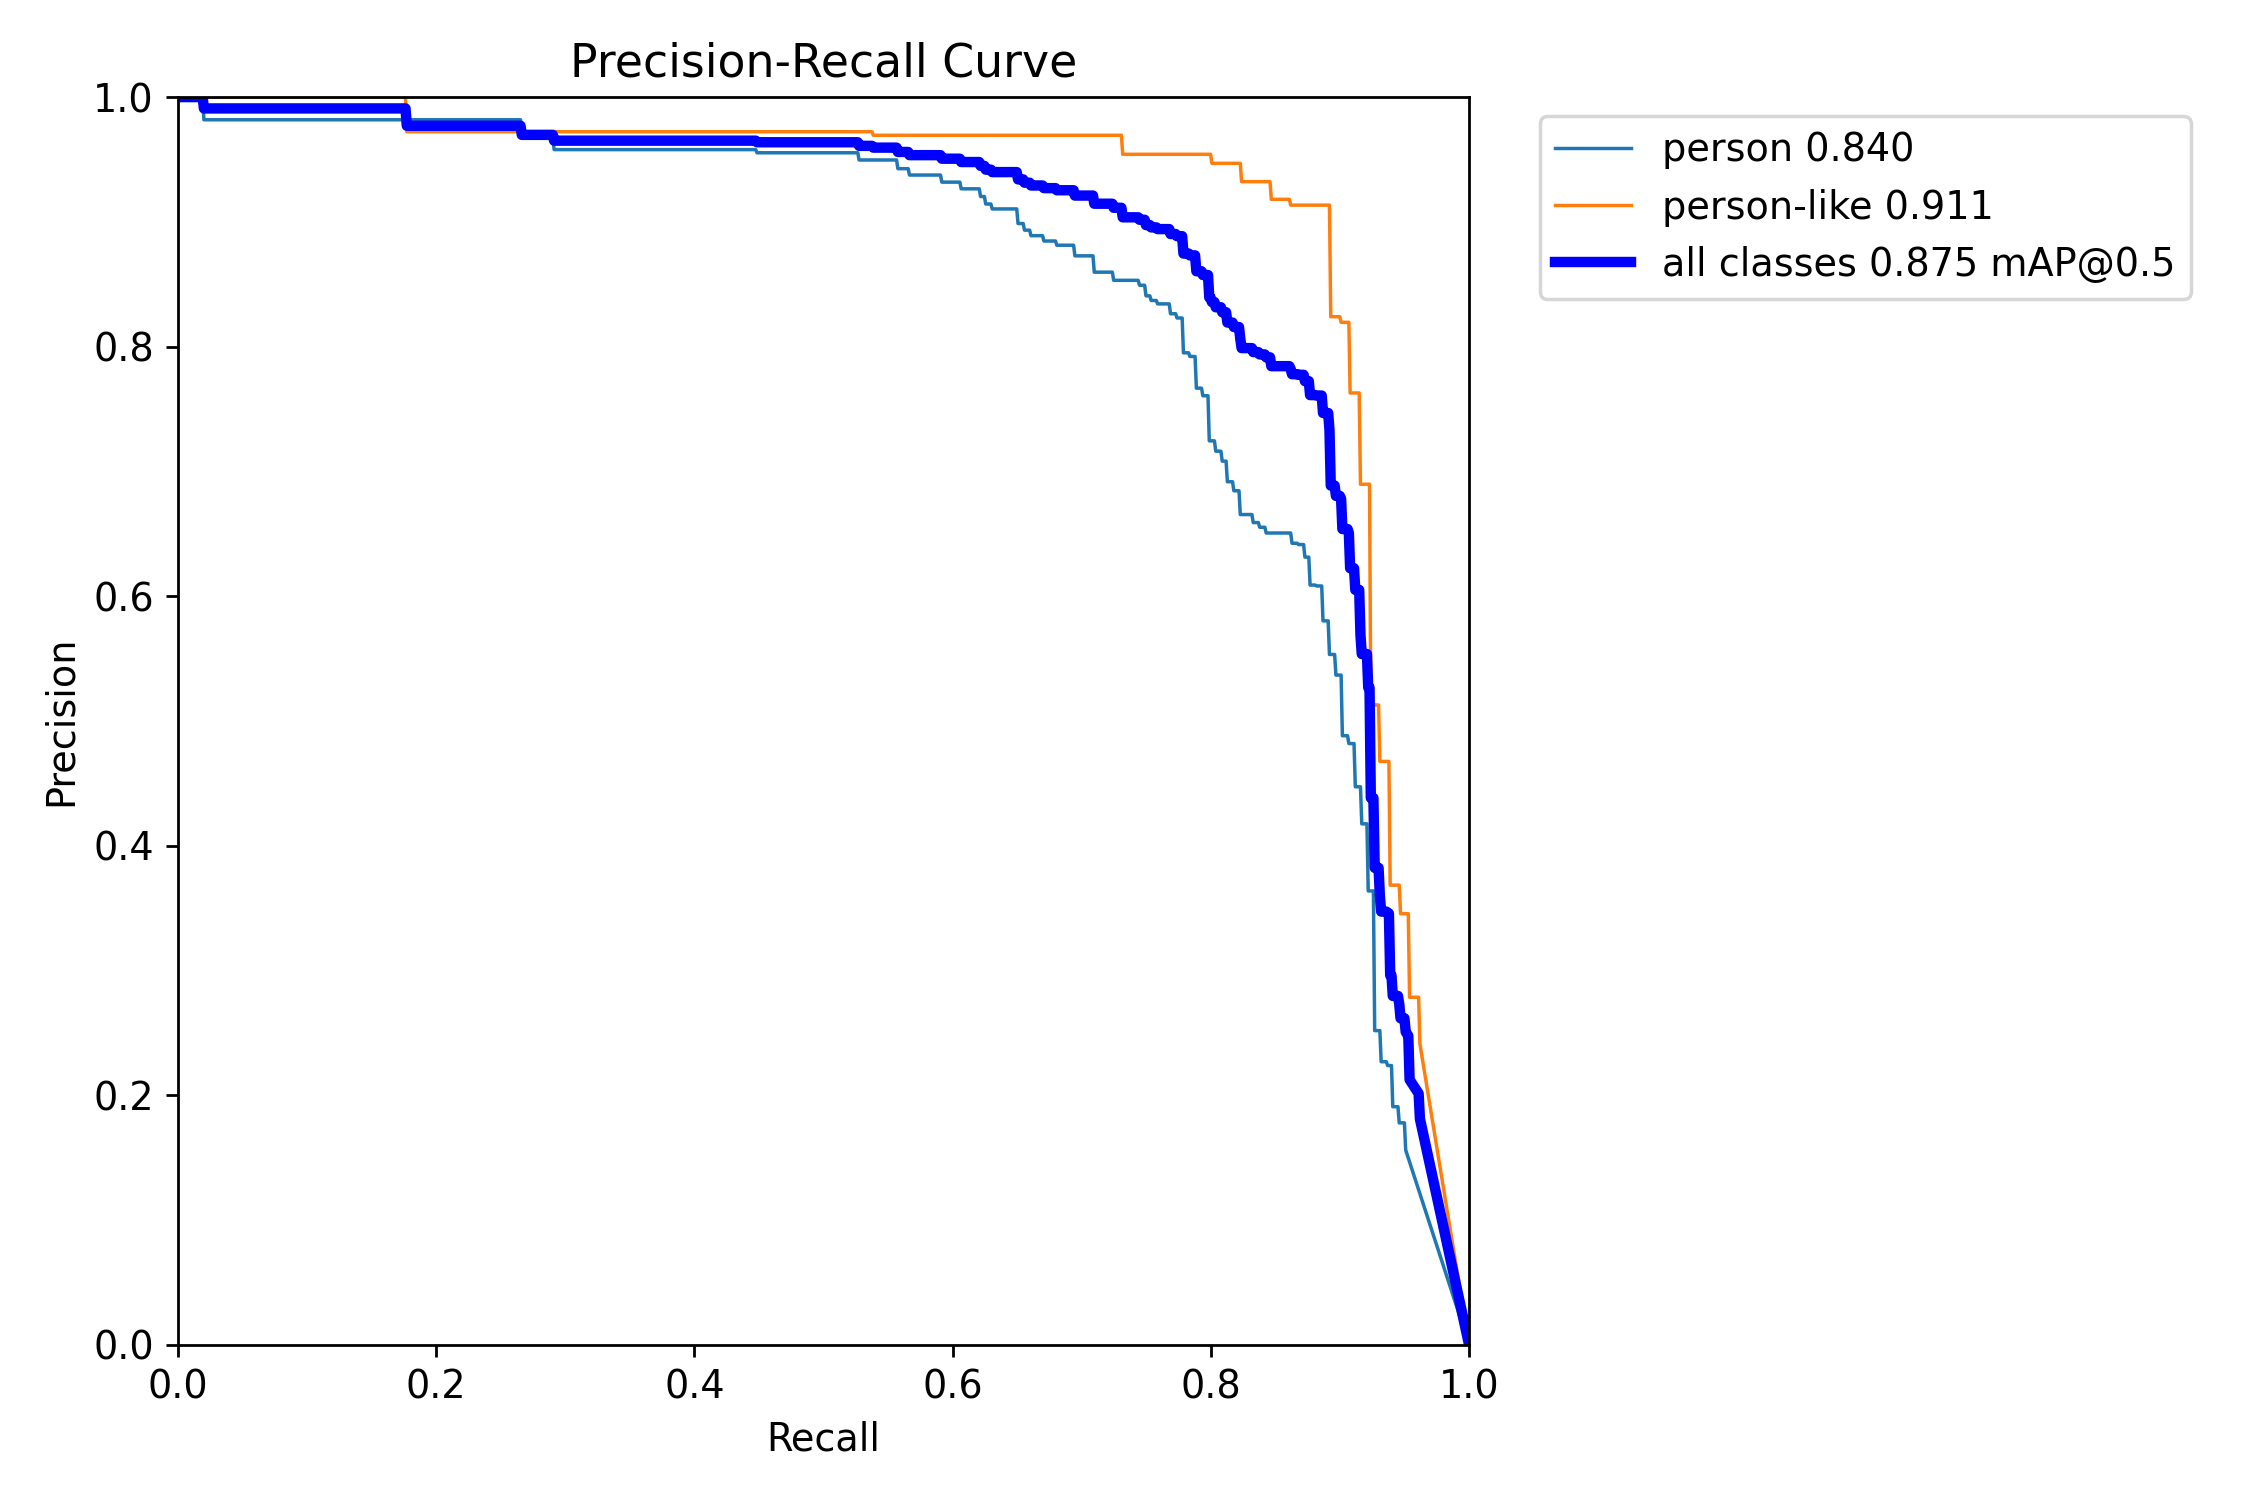 Precision-Recall Curve
1.0
0.8
0.6
0.4
0.2
0.0
Precision
0.0 0.2 0.4 0.6 0.8 1.0
Recall
person 0.840
person-like 0.911
all classes 0.875 mAP@0.5